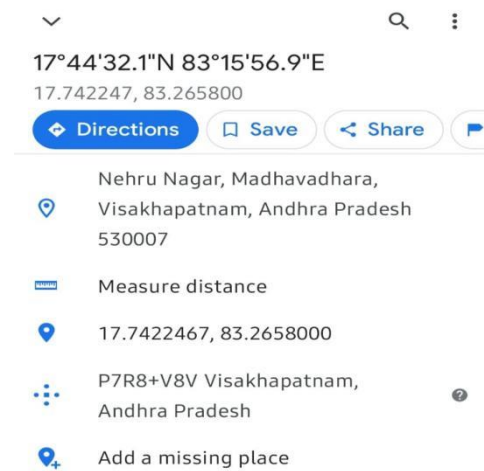 17°44'32.1"N 83°15'56.9"E
17.742247, 83.265800
Directions Save Share
Nehru Nagar, Madhavadhara,
Visakhapatnam, Andhra Pradesh
530007
Measure distance
17.7422467, 83.2658000
P7R8+V8V Visakhapatnam,
Andhra Pradesh
Add a missing place